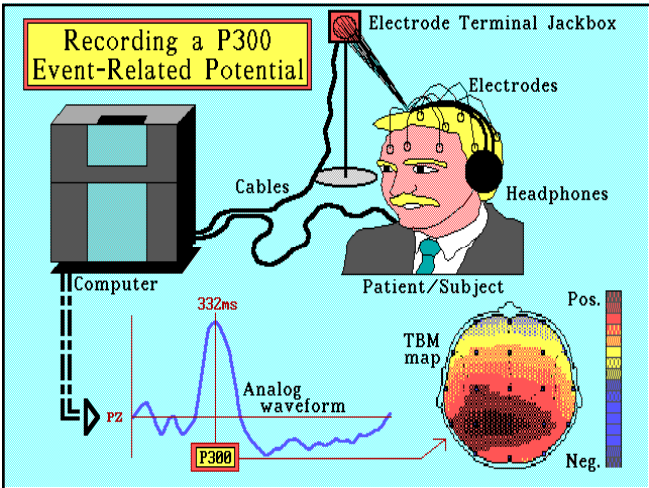 Recording a P300
Event-Related Potential
Electrode Terminal Jackbox
Electrodes
Cables
Headphones
Computer
Patient/Subject
332ms
Pos.
TBM
map
Analog
waveform
PZ
P300
Neg.